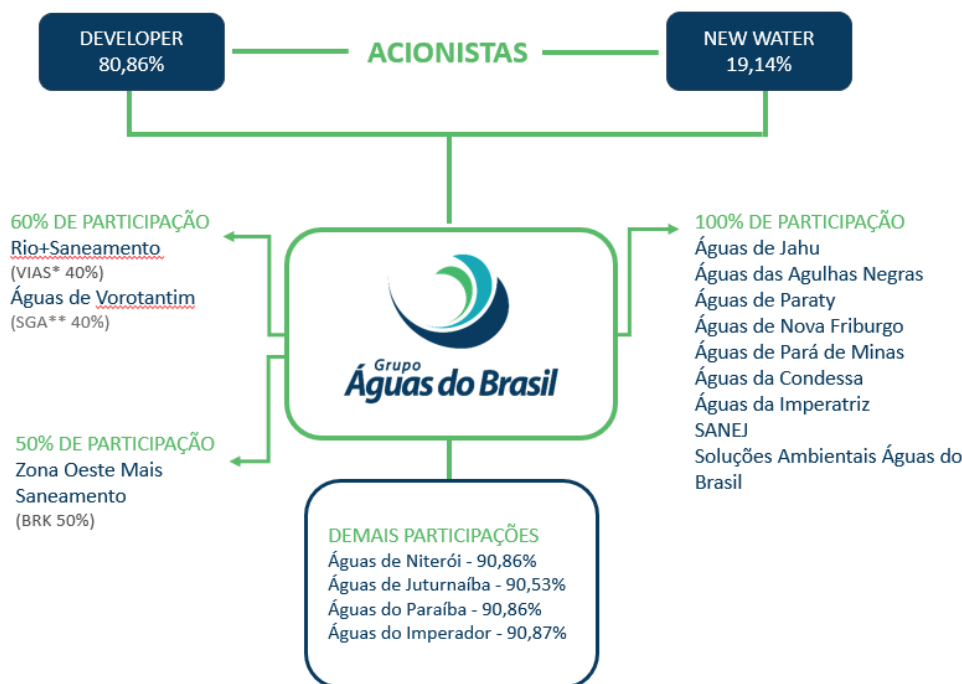 DEVELOPER
80,86%
ACIONISTAS
NEW WATER
19,14%
60% DE PARTICIPAÇÃO
Rio+Saneamento
(VIAS* 40%)
Águas de Vorotantim
(SGA** 40%)
50% DE PARTICIPAÇÃO
Zona Oeste Mais
Saneamento
(BRK 50%)
Grupo
Águas do Brasil
100% DE PARTICIPAÇÃO
Águas de Jahu
Águas das Agulhas Negras
Águas de Paraty
Águas de Nova Friburgo
Águas de Pará de Minas
Águas da Condessa
Águas da Imperatriz
SANEJ
Soluções Ambientais Águas do
Brasil
DEMAIS PARTICIPAÇÕES
Águas de Niterói - 90,86%
Águas de Juturnaíba - 90,53%
Águas do Paraíba - 90,86%
Águas do Imperador - 90,87%